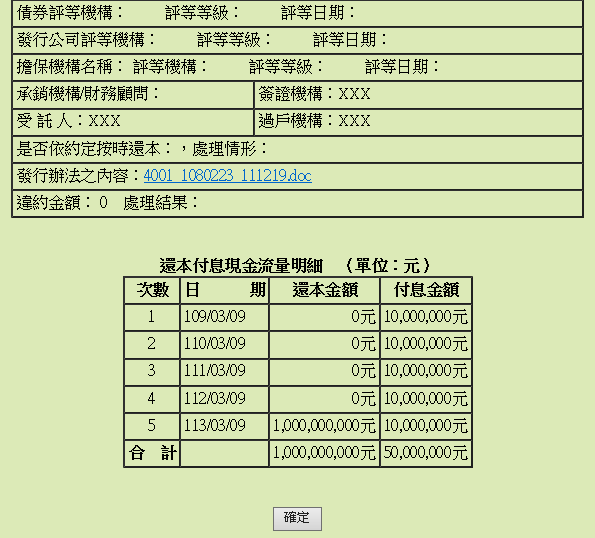 債券評等機構： 評等等級： 評等日期：
發行公司評等機構： 評等等級： 評等日期：
擔保機構名稱： 評等機構： 評等等級： 評等日期：
承銷機構/財務顧問： 簽證機構：XXX
受 託 人：XXX 過戶機構：XXX
是否依約定按時還本：，處理情形：
發行辦法之內容：4001_1080223_111219.doc
違約金額： 0 處理結果：
還本付息現金流量明細 （單位：元）
次數 日 期 還本金額 付息金額
1 109/03/09 0元 10,000,000元
2 110/03/09 0元 10,000,000元
3 111/03/09 0元 10,000,000元
4 112/03/09 0元 10,000,000元
5 113/03/09 1,000,000,000元 10,000,000元
合 計 1,000,000,000元 50,000,000元
確定